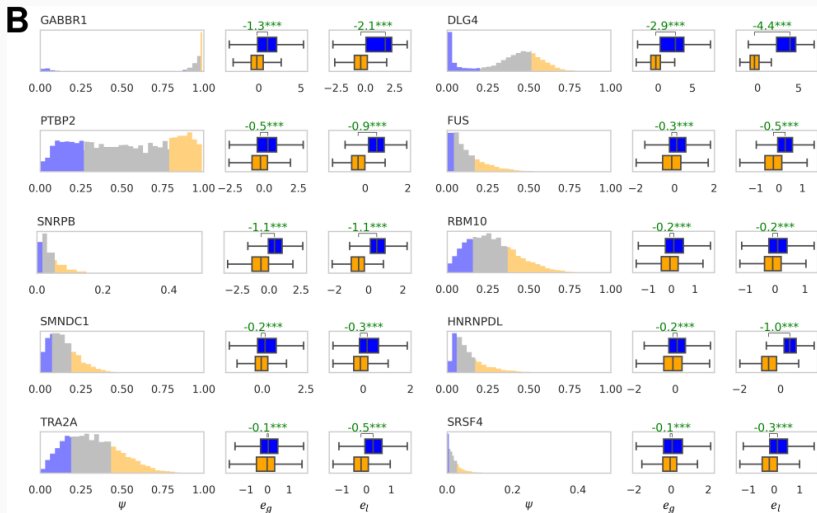 B
GABBR1
-1.3***
-2.1***
DLG4
-2.9***
-4.4***
0.00 0.25 0.50 0.75 1.00
0 5
-2.5 0.0 2.5
0.00 0.25 0.50 0.75 1.00
0 5
0 5
PTBP2
-0.5***
-0.9***
FUS
-0.3***
-0.5***
0.00 0.25 0.50 0.75 1.00
-2.5 0.0 2.5
0 2
0.00 0.25 0.50 0.75 1.00
-2 0 2
-1 0 1
SNRPB
-1.1***
-1.1***
RBM10
-0.2***
-0.2***
0.0 0.2 0.4
-2.5 0.0 2.5
-2 0 2
0.00 0.25 0.50 0.75 1.00
-1 0 1
-1 0 1
SMNDC1
-0.2***
-0.3***
HNRNPDL
-0.2***
-1.0***
0.00 0.25 0.50 0.75 1.00
0.0 2.5
0 2
0.00 0.25 0.50 0.75 1.00
0
-2 0
TRA2A
-0.1***
-0.5***
SRSF4
-0.1***
-0.3***
0.00 0.25 0.50 0.75 1.00
-1 0 1
-1 0 1
0.0 0.2 0.4
-2 0 2
-1 0 1
ψ e_g e_l ψ e_g e_l